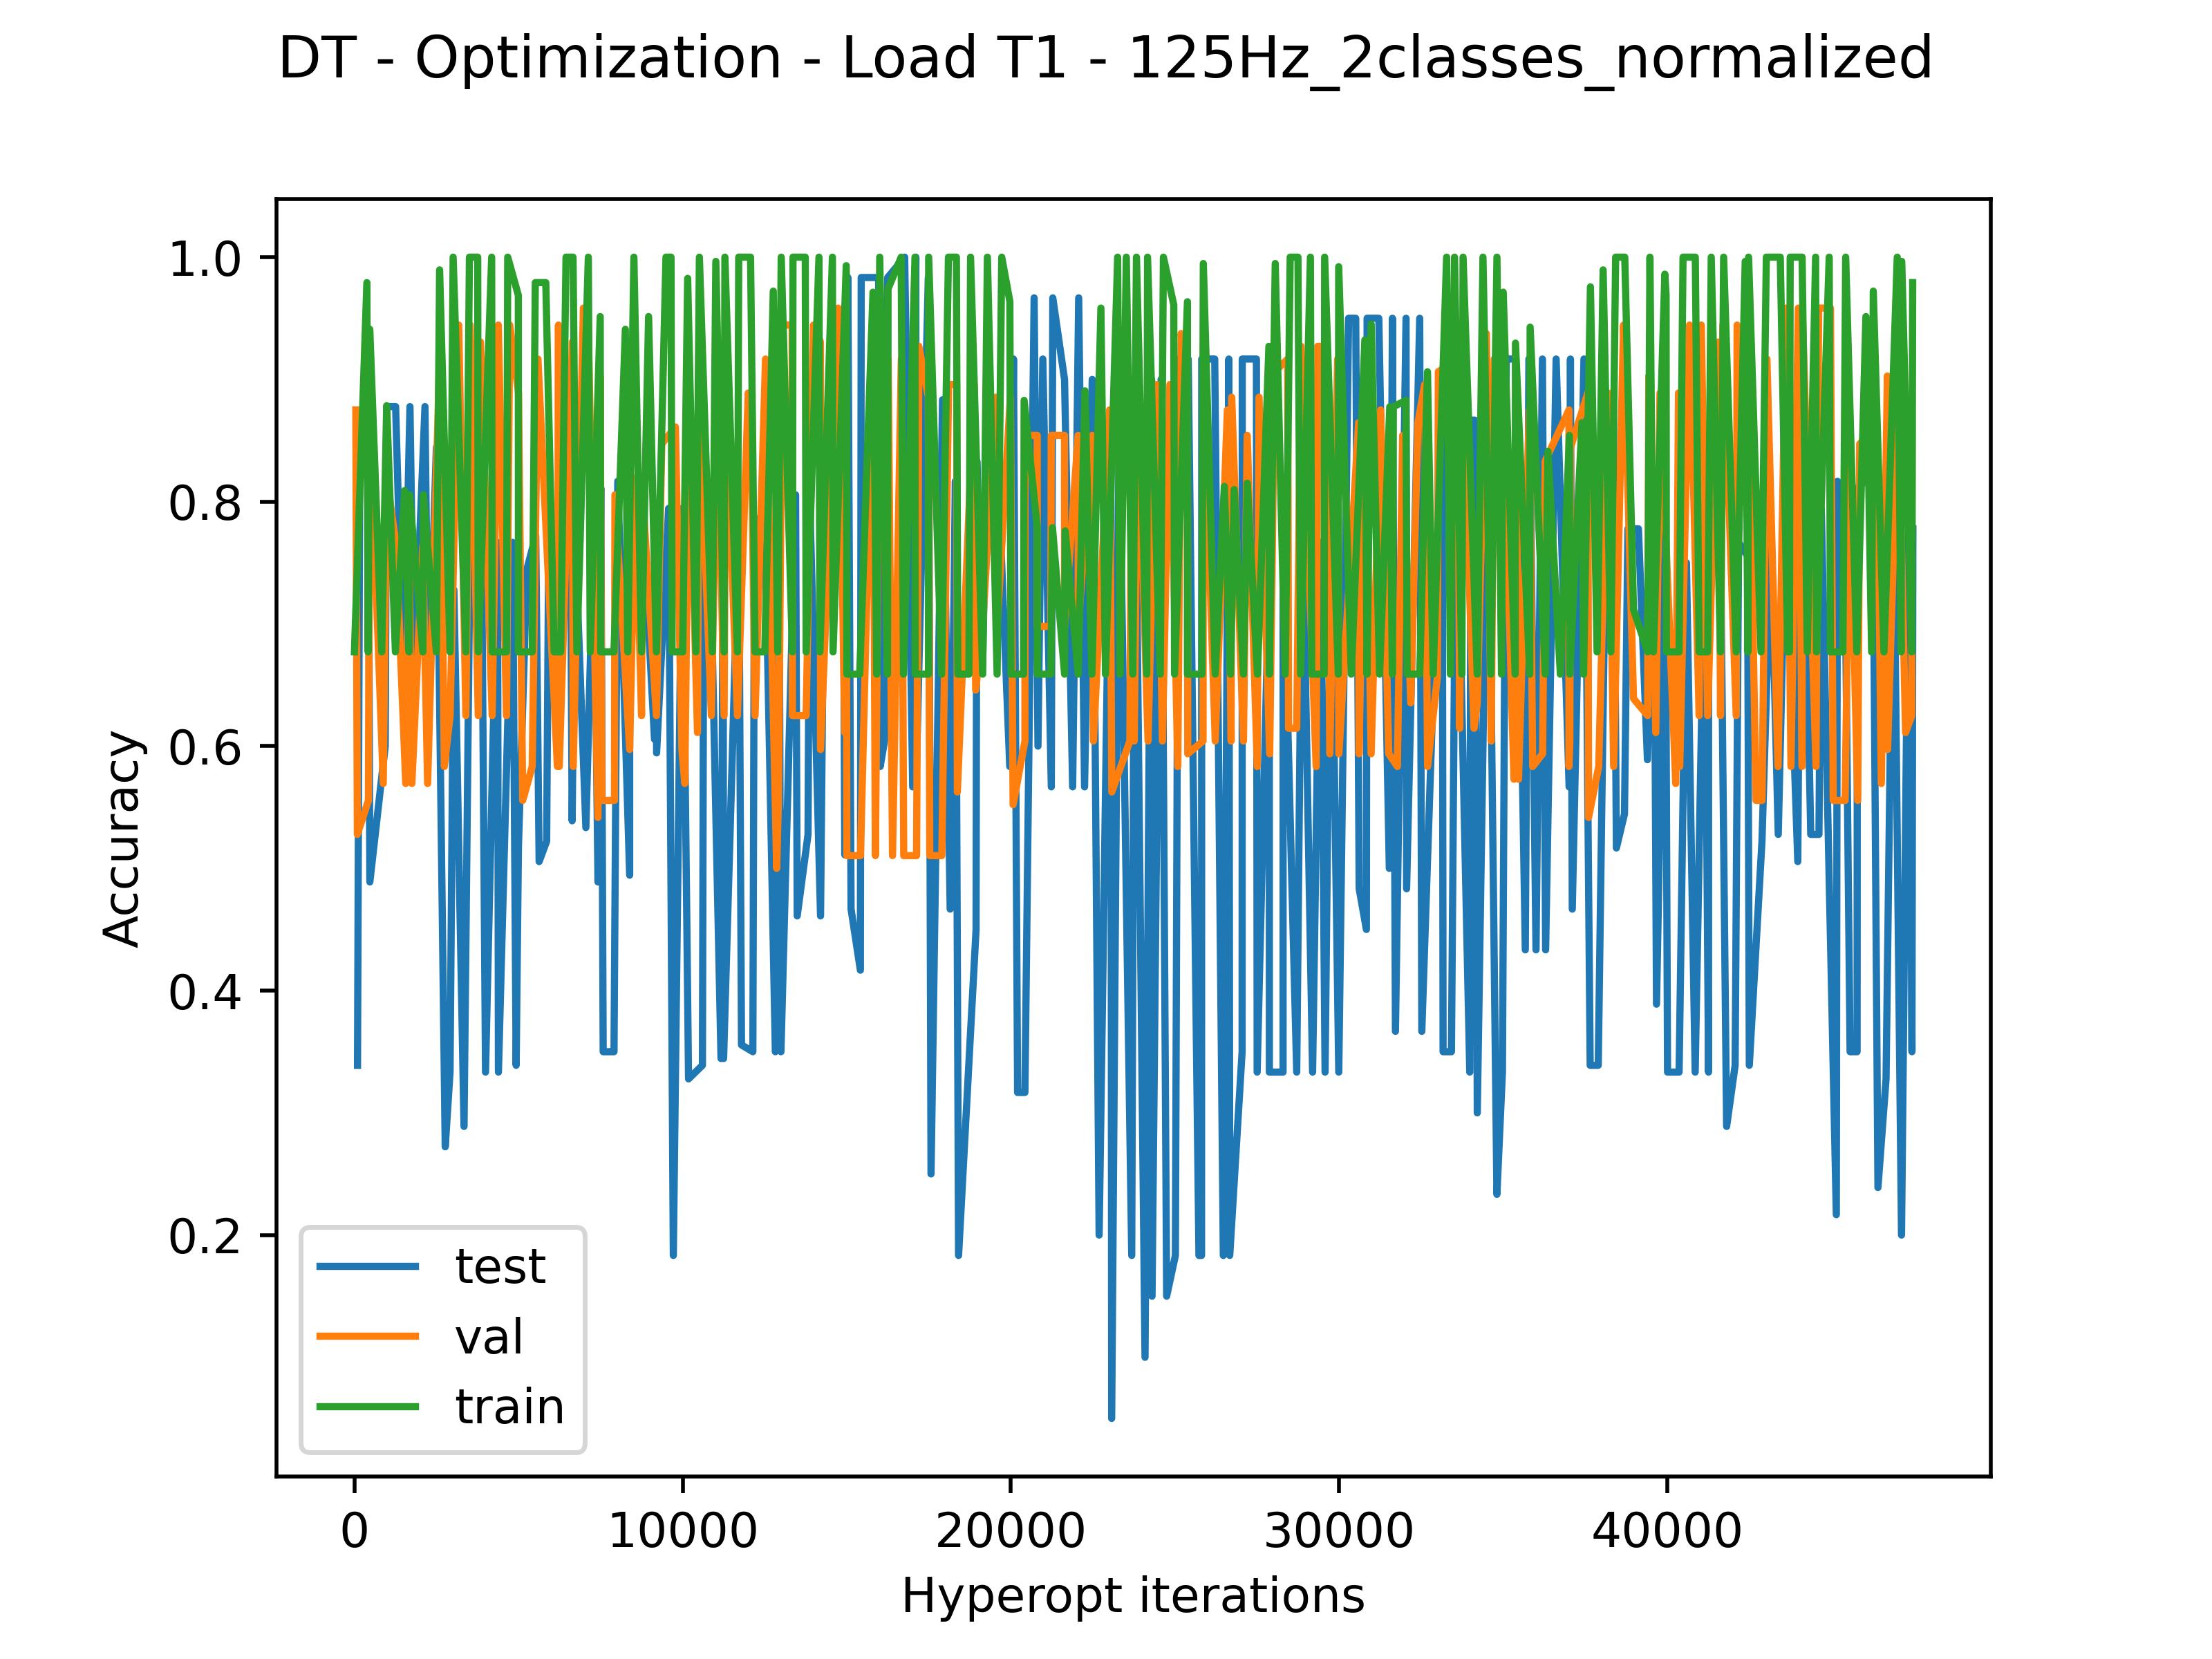 DT - Optimization - Load T1 - 125Hz_2classes_normalized
1.0
0.8
0.6
0.4
0.2
Accuracy
test
val
train
0 10000 20000 30000 40000
Hyperopt iterations